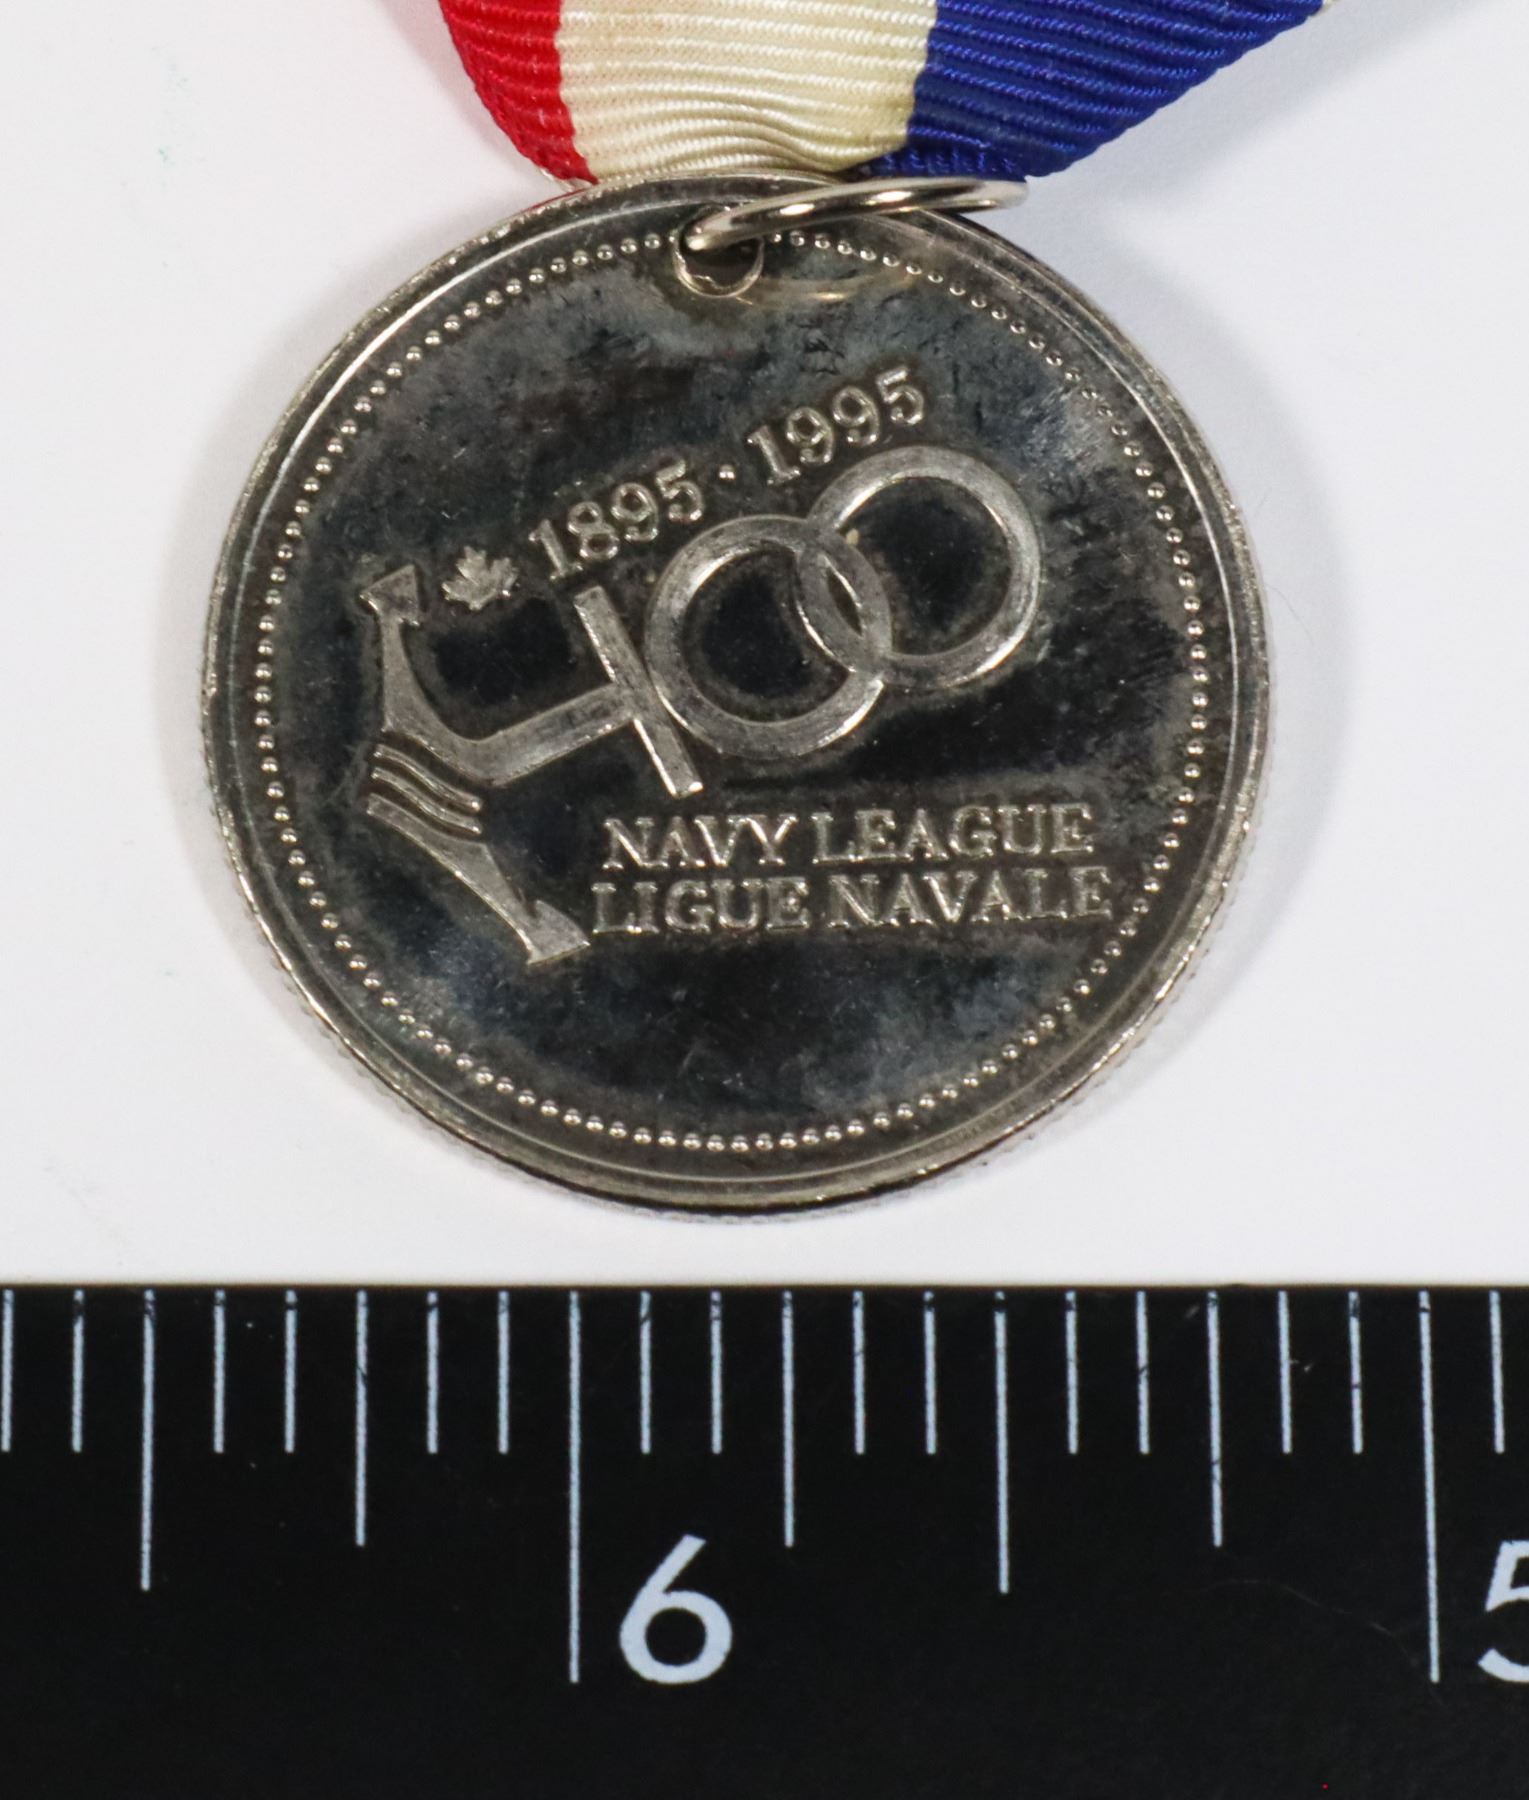 1895 · 1995
100
NAVY LEAGUE
LIGUE NAVALE
6
5